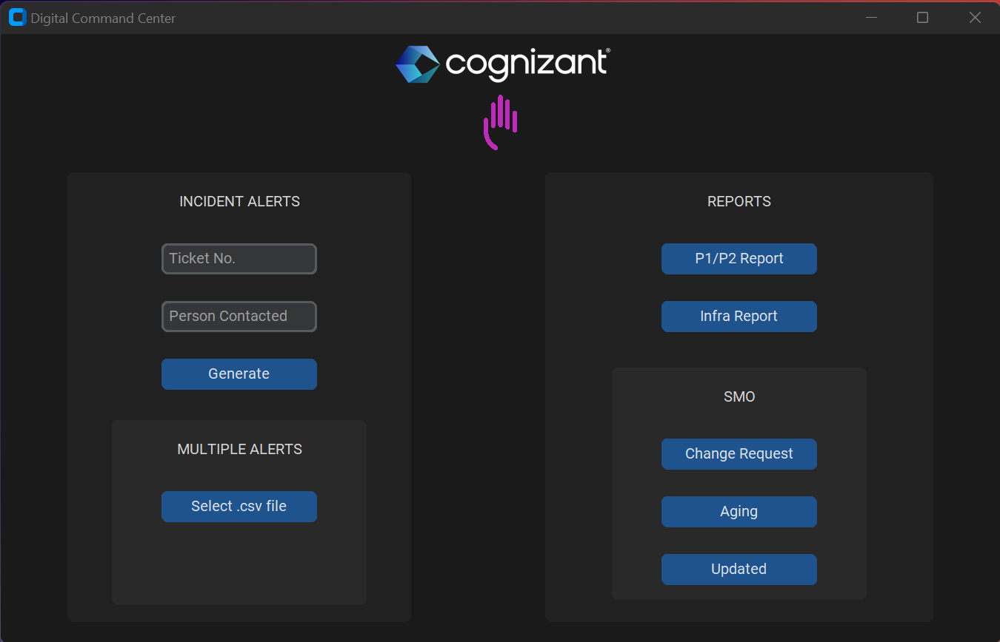 Digital Command Center
cognizant®
INCIDENT ALERTS
Ticket No.
Person Contacted
Generate
MULTIPLE ALERTS
Select .csv file
REPORTS
P1/P2 Report
Infra Report
SMO
Change Request
Aging
Updated